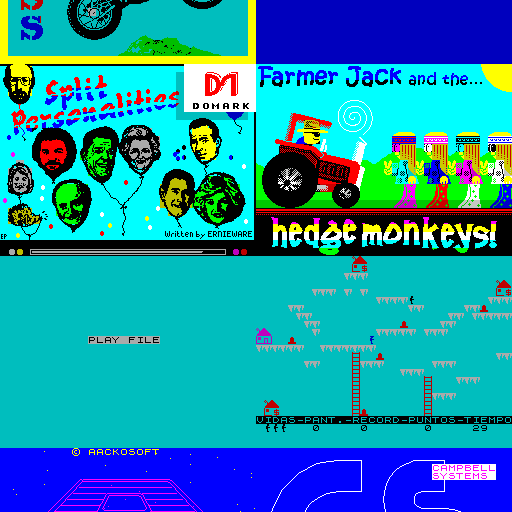 S
S
Split
Personalities
DOMARK
EP
Written by ERNIEWARE
Farmer Jack and the...
hedge monkeys!
PLAY FILE
VIDAS-PANT.-RECORD-PUNTOS-TIEMPO
0 0 0 29
© AACKOSOFT
CAMPBELL
SYSTEMS